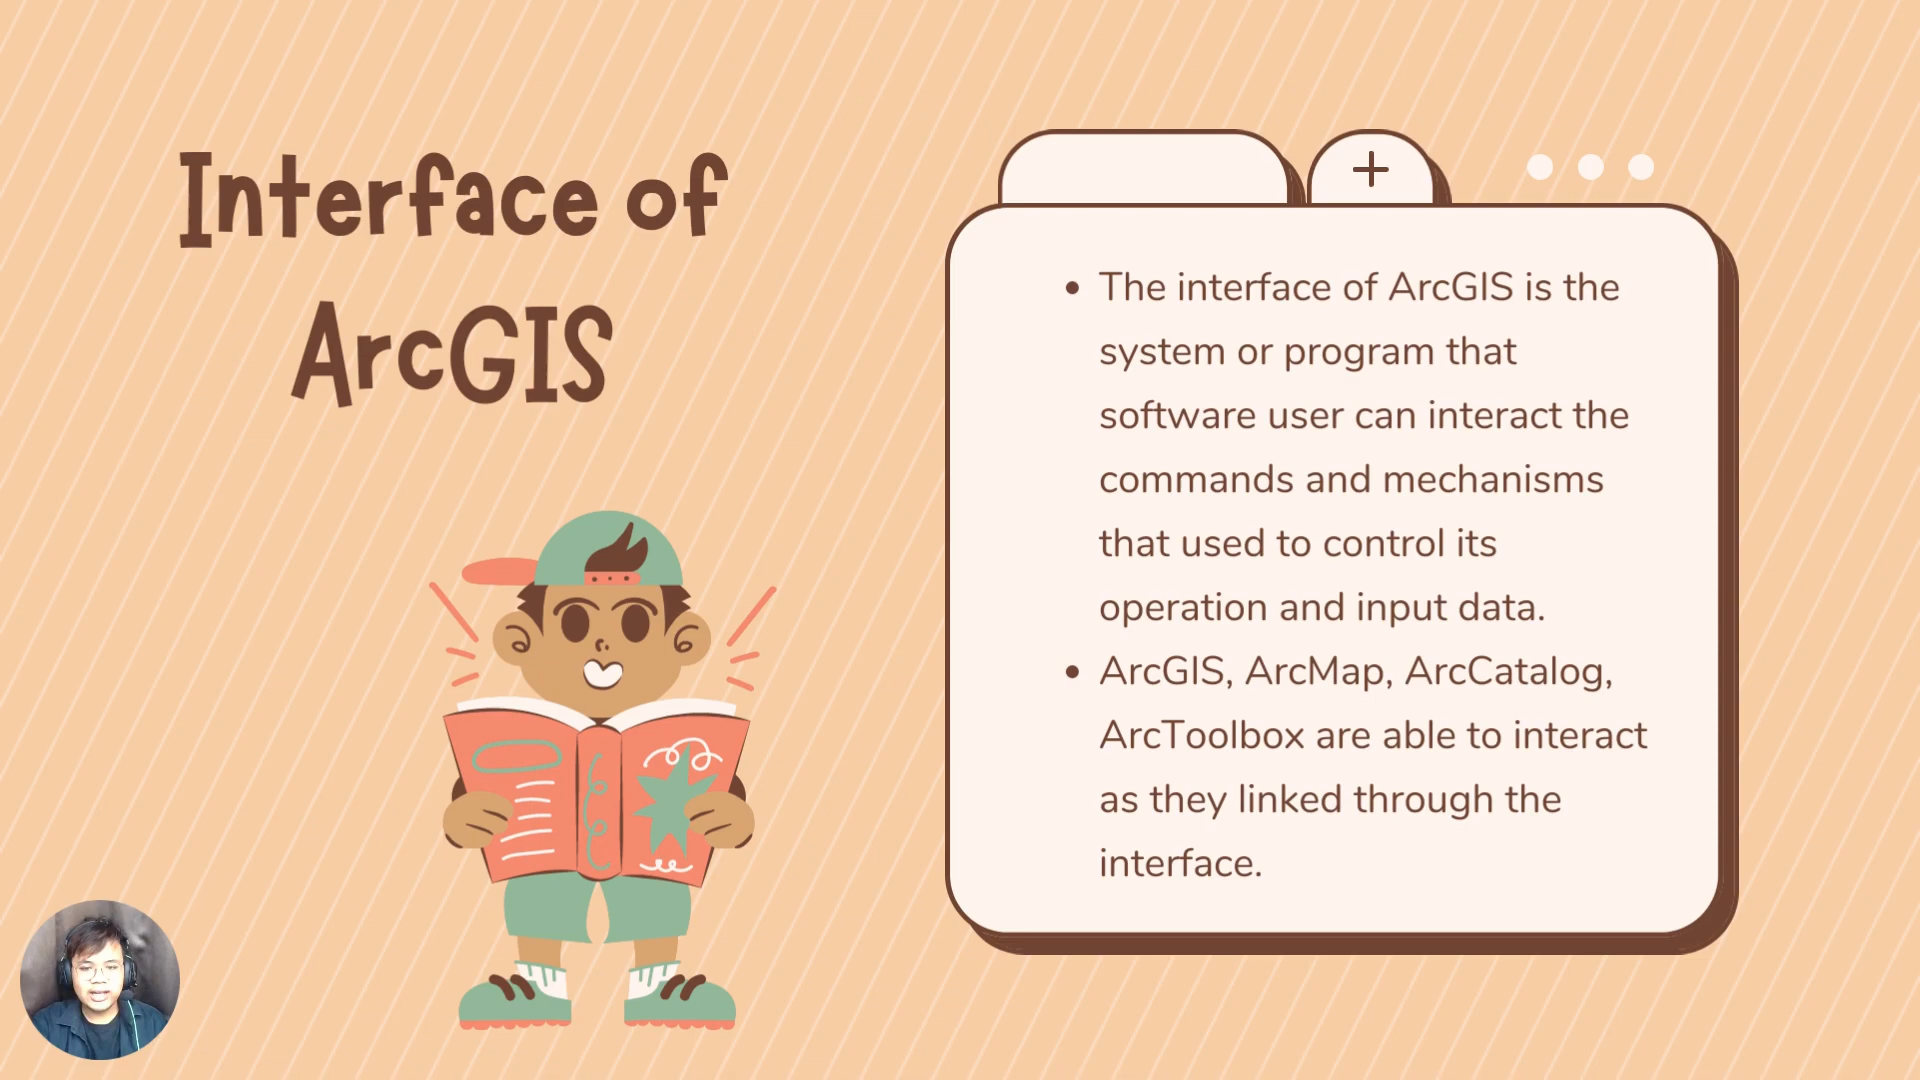 Interface of
ArcGIS
• The interface of ArcGIS is the
system or program that
software user can interact the
commands and mechanisms
that used to control its
operation and input data.
• ArcGIS, ArcMap, ArcCatalog,
ArcToolbox are able to interact
as they linked through the
interface.